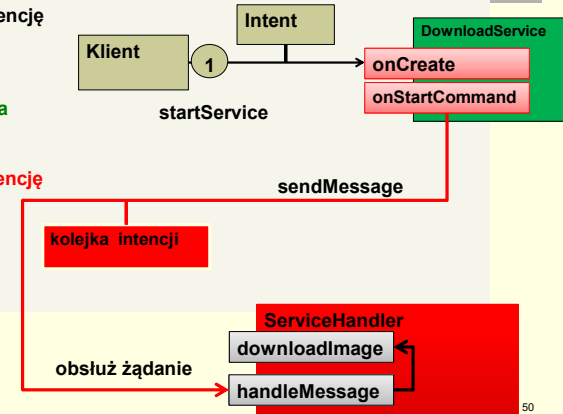 encję
Intent
DownloadService
Klient
1
onCreate
onStartCommand
a
startService
encję
sendMessage
kolejka intencji
ServiceHandler
downloadImage
obsłuż żądanie
handleMessage
50